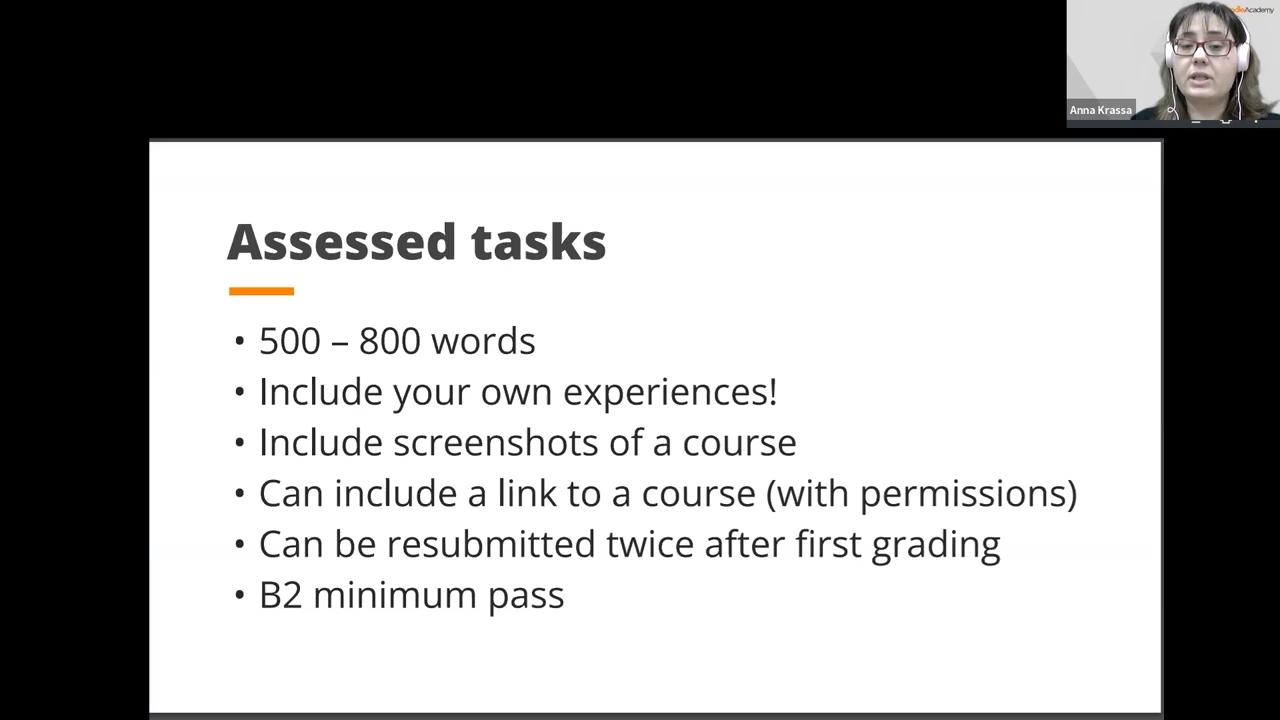 Academy
Anna Krassa
Assessed tasks
• 500 – 800 words
• Include your own experiences!
• Include screenshots of a course
• Can include a link to a course (with permissions)
• Can be resubmitted twice after first grading
• B2 minimum pass